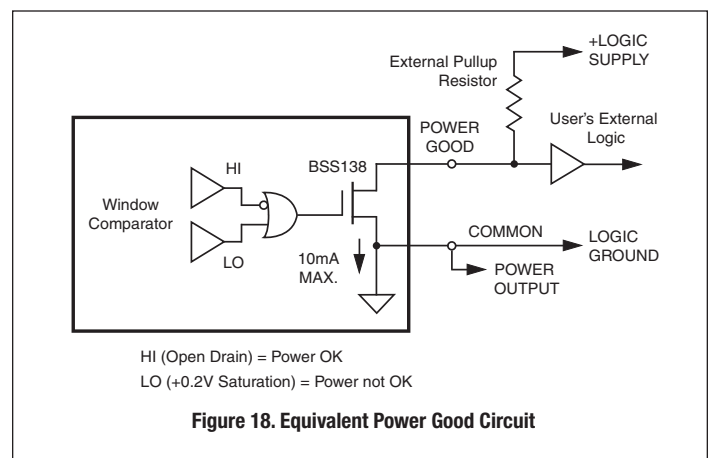 +LOGIC
SUPPLY
External Pullup
Resistor
User's External
Logic
POWER
GOOD
BSS138
HI
Window
Comparator
LO
10mA
MAX.
COMMON
LOGIC
GROUND
POWER
OUTPUT
HI (Open Drain) = Power OK
LO (+0.2V Saturation) = Power not OK
Figure 18. Equivalent Power Good Circuit